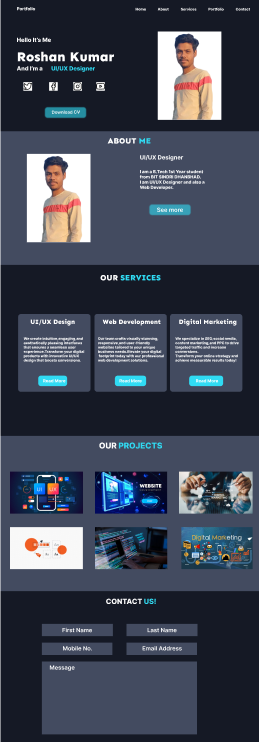 Portfolio
Home About Services Portfolio Contact
Hello It's Me
Roshan Kumar
And I'm a UI/UX Designer
Download CV
ABOUT ME
UI/UX Designer
I am a B.Tech 1st Year student
from BIT SINDRI DHANBAD.
I am UI/UX Designer and also a
Web Developer.
See more
OUR SERVICES
UI/UX Design
We create intuitive, engaging, and
aesthetically pleasing interfaces
that ensures a seamless user
experience. Transform your digital
products with innovative UI/UX
design that boosts conversions.
Read More
Web Development
Our team crafts visually stunning,
responsive, and user-friendly
websites tailored to your unique
business needs. Elevate your digital
footprint today with our professional
web development solutions.
Read More
Digital Marketing
We specialize in SEO, social media,
content marketing, and PPC to drive
targeted traffic and increase
conversions.
Transform your online strategy and
achieve measurable results today!
Read More
OUR PROJECTS
UI UX
WEBSITE
Digital Marketing
CONTACT US!
First Name
Last Name
Mobile No.
Email Address
Message